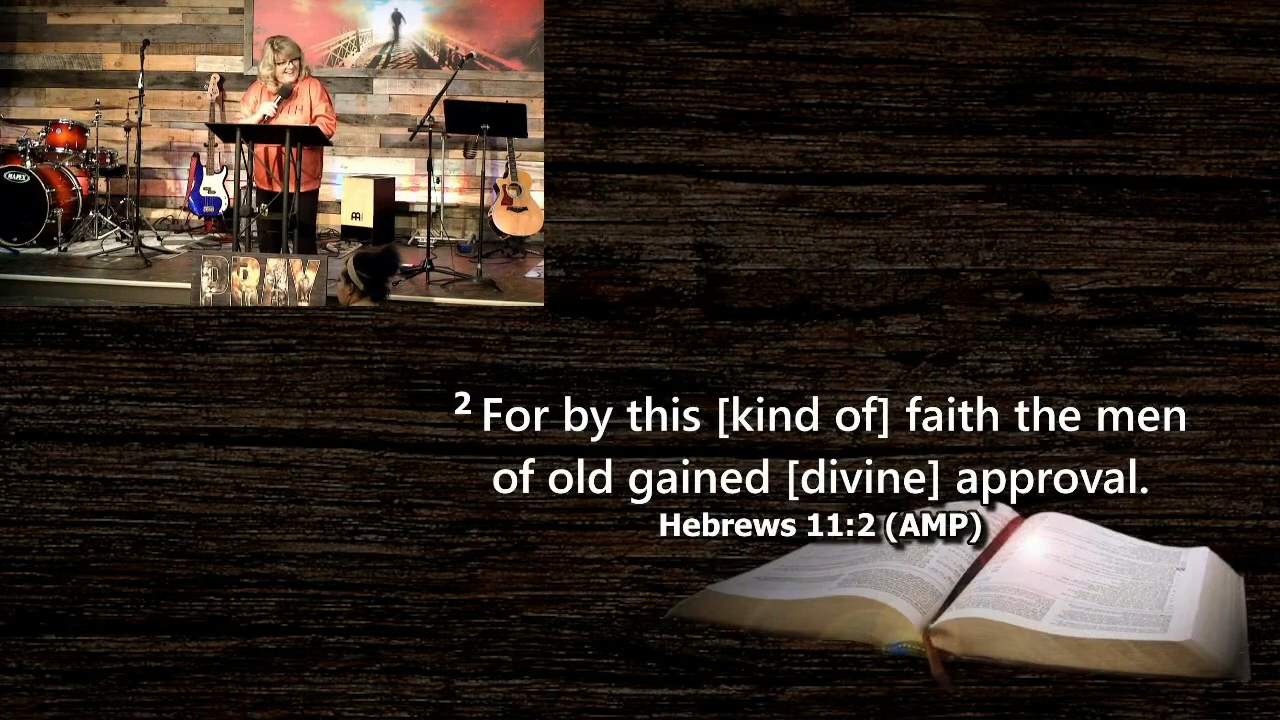 MAPEX
PRAY
² For by this [kind of] faith the men
of old gained [divine] approval.
Hebrews 11:2 (AMP)